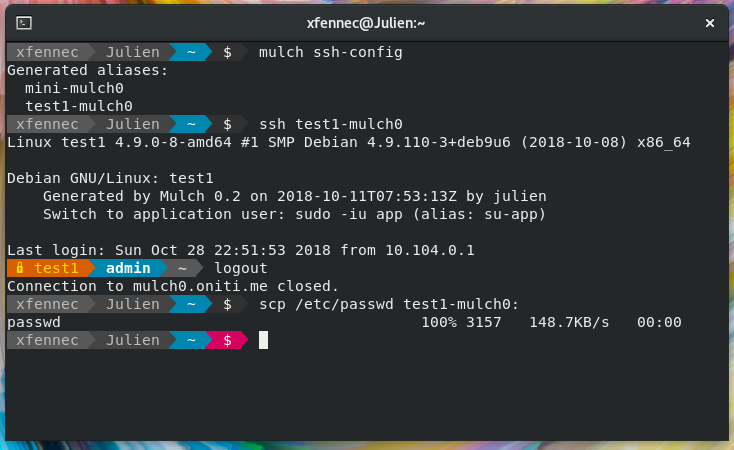 xfennec@Julien:~
xfennec Julien ~ $ mulch ssh-config
Generated aliases:
mini-mulch0
test1-mulch0
xfennec Julien ~ $ ssh test1-mulch0
Linux test1 4.9.0-8-amd64 #1 SMP Debian 4.9.110-3+deb9u6 (2018-10-08) x86_64
Debian GNU/Linux: test1
Generated by Mulch 0.2 on 2018-10-11T07:53:13Z by julien
Switch to application user: sudo -iu app (alias: su-app)
Last login: Sun Oct 28 22:51:53 2018 from 10.104.0.1
test1 admin ~ logout
Connection to mulch0.oniti.me closed.
xfennec Julien ~ $ scp /etc/passwd test1-mulch0:
passwd 100% 3157 148.7KB/s 00:00
xfennec Julien ~ $